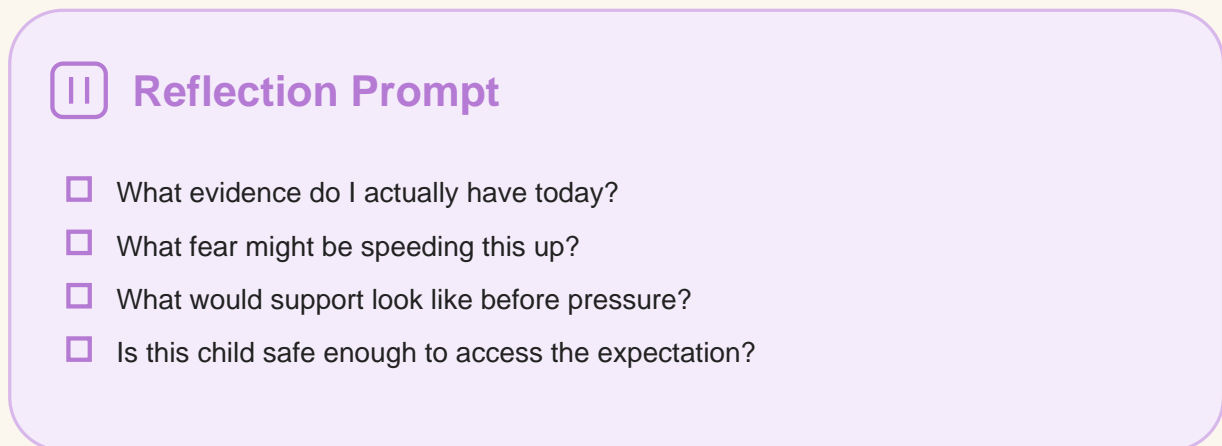 Reflection Prompt
What evidence do I actually have today?
What fear might be speeding this up?
What would support look like before pressure?
Is this child safe enough to access the expectation?